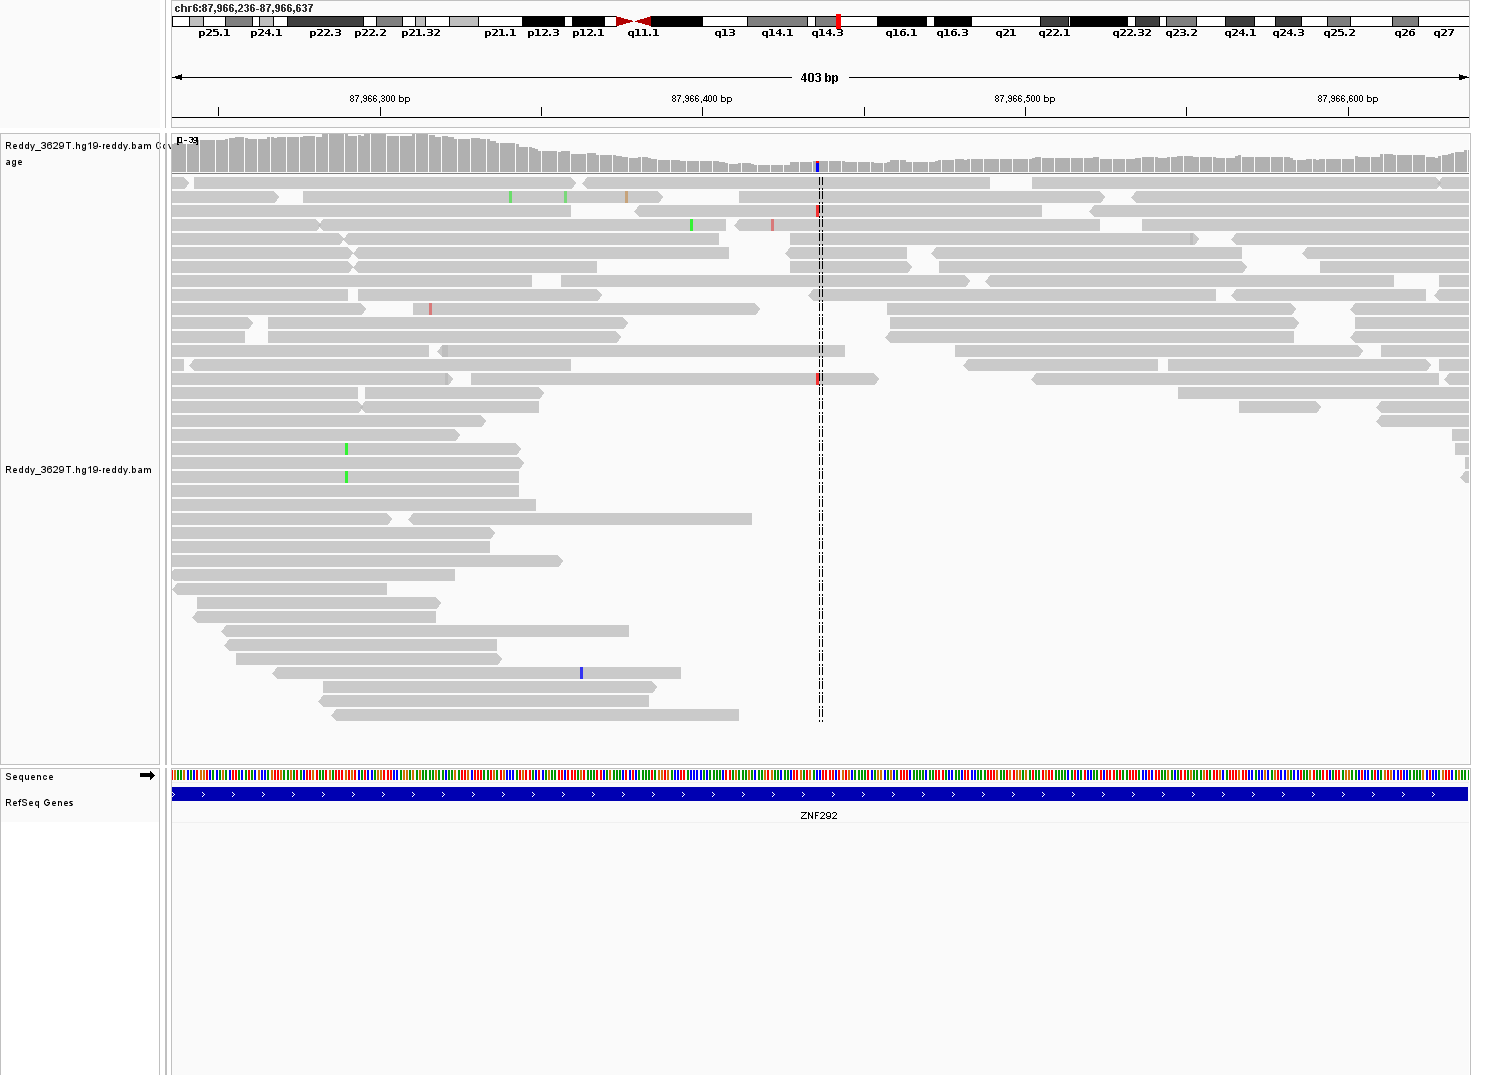 chr6:87,966,236-87,966,637
p25.1 p24.1 p22.3 p22.2 p21.32 p21.1 p12.3 p12.1 q11.1 q13 q14.1 q14.3 q16.1 q16.3 q21 q22.1 q22.32 q23.2 q24.1 q24.3 q25.2 q26 q27
403 bp
87,966,300 bp 87,966,400 bp 87,966,500 bp 87,966,600 bp
Reddy_3629T.hg19-reddy.bam Cov
age
Reddy_3629T.hg19-reddy.bam
Sequence
RefSeq Genes
ZNF292